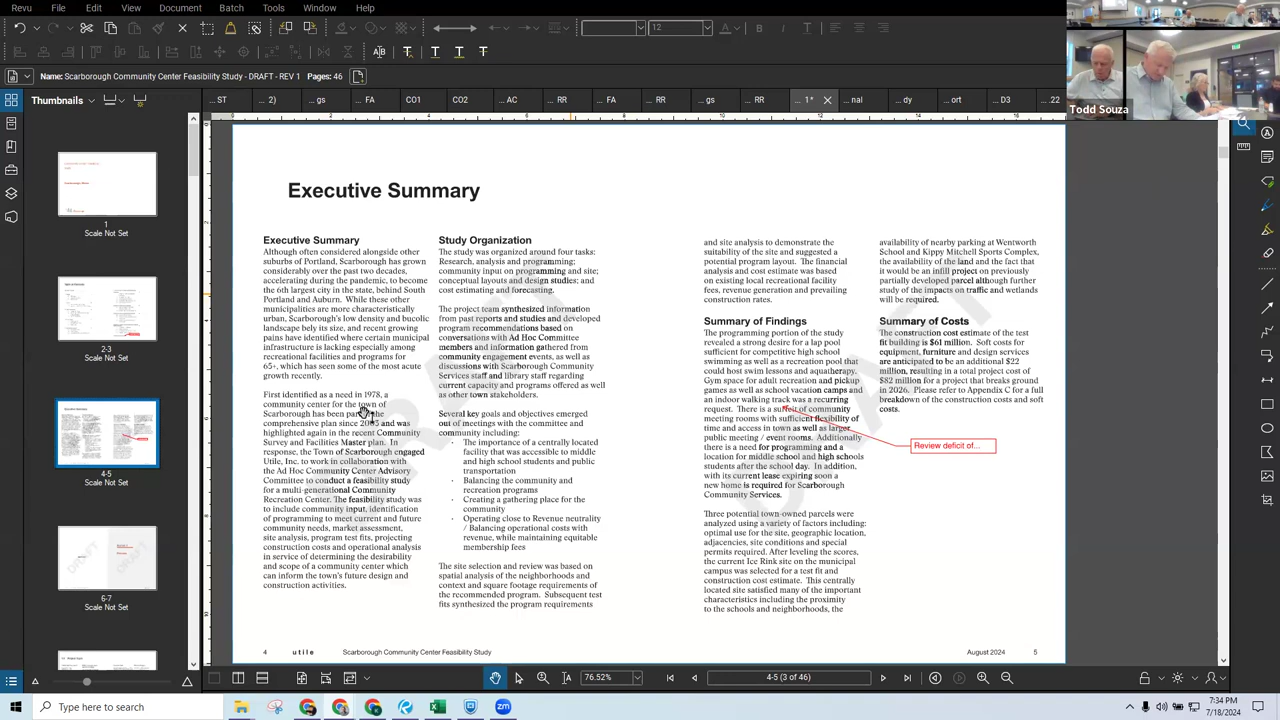 Document
Output
Batch
Tools
Window
Help
12
B
I
T
Name: Scarborough Community Center Feasibility Study - DRAFT - REV 1 Pages: 46
Thumbnails
... ST
... 2)
... gs
FA
CO1
CO2
... AC
... RR
... FA
... RR
... gs
... RR
... 1*
... nal
... dy
... ort
... D3
... .22
Todd Souza
1
Scale Not Set
2-3
Scale Not Set
4-5
Scale Not Set
6-7
Scale Not Set
Executive Summary
Executive Summary
Although often considered alongside other
suburbs of Portland, Scarborough has grown
considerably over the past two decades,
accelerating during the pandemic, to become
the 6th largest city in the state, behind South
Portland and Auburn. While these other
municipalities are more characteristically
urban, Scarborough's low density and bucolic
landscape bely its size, and recent growing
pains have identified where certain municipal
infrastructure is lacking especially among
recreational facilities and programs for
65+, which has seen some of the most acute
growth recently.
First identified as a need in 1978, a
community center for the town of
Scarborough has been part of the
comprehensive plan since 2005 and was
highlighted again in the recent Community
Survey and Facilities Master plan. In
Response, the Town of Scarborough engaged
Utile, Inc. to work in collaboration with
the Ad Hoc Community Center Advisory
Committee to conduct a feasibility study
for a multi-generational Community
Recreation Center. The feasibility study was
to include community input, identification
of programming to meet current and future
community needs, market assessment,
site analysis, program test fits, projecting
construction costs and operational analysis
in service of determining the desirability
and scope of a community center which
can inform the town's future design and
construction activities.
Study Organization
The study was organized around four tasks:
Research, analysis and programming;
community input on programming and site;
conceptual layouts and design studies; and
cost estimating and forecasting.
The project team synthesized information
from past reports and studies and developed
program recommendations based on
conversations with Ad Hoc Committee
members and information gathered from
community engagement events, as well as
discussions with Scarborough Community
Services staff and library staff regarding
current capacity and programs offered as well
as other town stakeholders.
Several key goals and objectives emerged
out of meetings with the committee and
community including:
· The importance of a centrally located
facility that was accessible to middle
and high school students and public
transportation
· Balancing the community and
recreation programs
· Creating a gathering place for the
community
· Operating close to Revenue neutrality
/ Balancing operational costs with
revenue, while maintaining equitable
membership fees
The site selection and review was based on
spatial analysis of the neighborhoods and
context and square footage requirements of
the recommended program. Subsequent test
fits synthesized the program requirements
and site analysis to demonstrate the
suitability of the site and suggested a
potential program layout. The financial
analysis and cost estimate was based
on existing local recreational facility
fees, revenue generation and prevailing
construction rates.
Summary of Findings
The programming portion of the study
revealed a strong desire for a lap pool
sufficient for competitive high school
swimming as well as a recreation pool that
could host swim lessons and aquatherapy.
Gym space for adult recreation and pickup
games as well as school vacation camps and
an indoor walking track was a recurring
request. There is a surfeit of community
meeting rooms with sufficient flexibility of
time and access in town as well as larger
public meeting / event rooms. Additionally
there is a need for programming and a
location for middle school and high schools
students after the school day. In addition,
with its current lease expiring soon a
new home is required for Scarborough
Community Services.
Three potential town-owned parcels were
analyzed using a variety of factors including:
optimal use for the site, geographic location,
adjacencies, site conditions and special
permits required. After leveling the scores,
the current Ice Rink site on the municipal
campus was selected for a test fit and
construction cost estimate. This centrally
located site satisfied many of the important
characteristics including the proximity
to the schools and neighborhoods, the
availability of nearby parking at Wentworth
School and Kippy Mitchell Sports Complex,
the availability of the land and the fact that
it would be an infill project on previously
partially developed parcel although further
study of the impacts on traffic and wetlands
will be required.
Summary of Costs
The construction cost estimate of the test
fit building is $61 million. Soft costs for
equipment, furniture and design services
are anticipated to be an additional $22
million, resulting in a total project cost of
$82 million for a project that breaks ground
in 2026. Please refer to Appendix C for a full
breakdown of the construction costs and soft
costs.
Review deficit of...
DRAFT
4
utile
Scarborough Community Center Feasibility Study
August 2024
5
76.52%
4-5 (3 of 46)
Type here to search
7:34 PM
7/18/2024